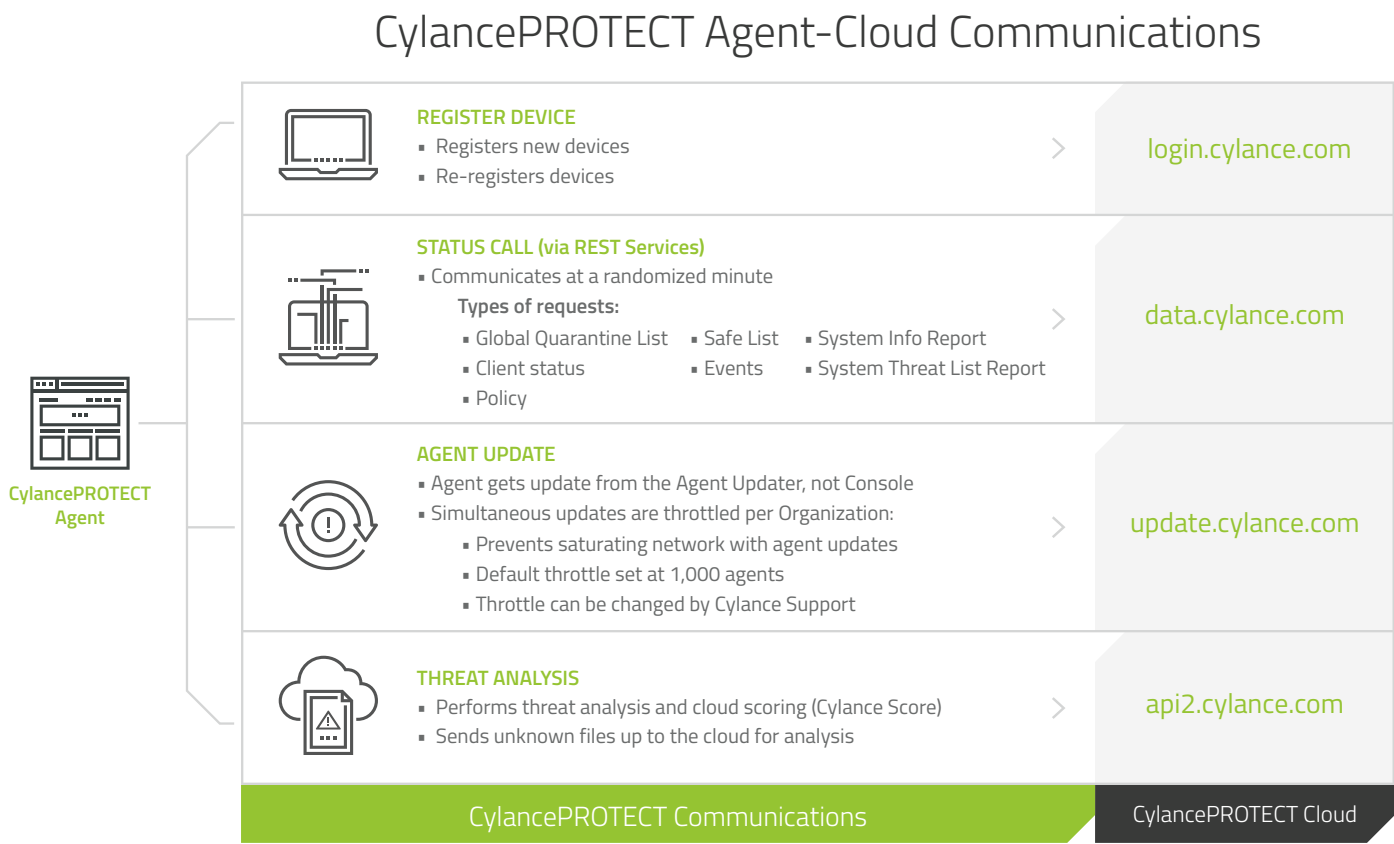 CylancePROTECT Agent-Cloud Communications
CylancePROTECT
Agent
REGISTER DEVICE
▪ Registers new devices
▪ Re-registers devices
login.cylance.com
STATUS CALL (via REST Services)
▪ Communicates at a randomized minute
Types of requests:
▪ Global Quarantine List ▪ Safe List ▪ System Info Report
▪ Client status ▪ Events ▪ System Threat List Report
▪ Policy
data.cylance.com
AGENT UPDATE
▪ Agent gets update from the Agent Updater, not Console
▪ Simultaneous updates are throttled per Organization:
▪ Prevents saturating network with agent updates
▪ Default throttle set at 1,000 agents
▪ Throttle can be changed by Cylance Support
update.cylance.com
THREAT ANALYSIS
▪ Performs threat analysis and cloud scoring (Cylance Score)
▪ Sends unknown files up to the cloud for analysis
api2.cylance.com
CylancePROTECT Communications
CylancePROTECT Cloud